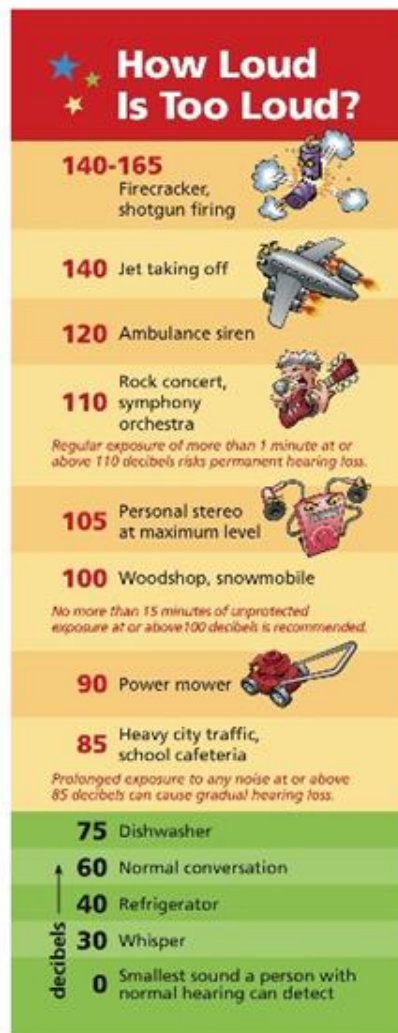 How Loud
Is Too Loud?
140-165
Firecracker,
shotgun firing
140 Jet taking off
120 Ambulance siren
110 Rock concert,
symphony
orchestra
Regular exposure of more than 1 minute at or
above 110 decibels risks permanent hearing loss.
105 Personal stereo
at maximum level
100 Woodshop, snowmobile
No more than 15 minutes of unprotected
exposure at or above100 decibels is recommended.
90 Power mower
85 Heavy city traffic,
school cafeteria
Prolonged exposure to any noise at or above
85 decibels can cause gradual hearing loss.
75 Dishwasher
60 Normal conversation
40 Refrigerator
30 Whisper
0 Smallest sound a person with
normal hearing can detect
decibels